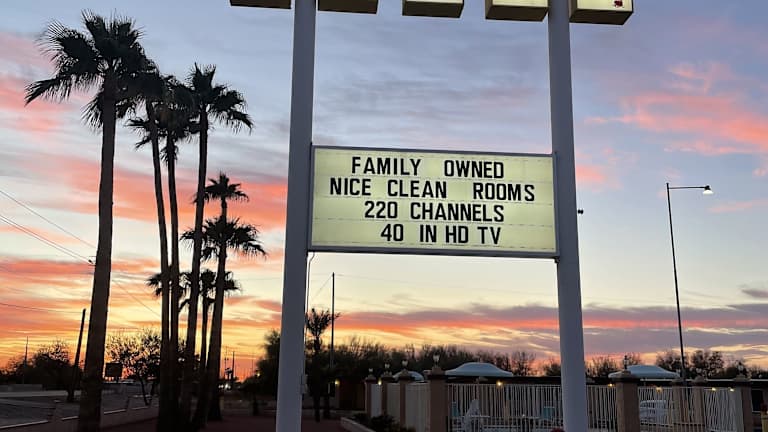 FAMILY OWNED
NICE CLEAN ROOMS
220 CHANNELS
40 IN HD TV